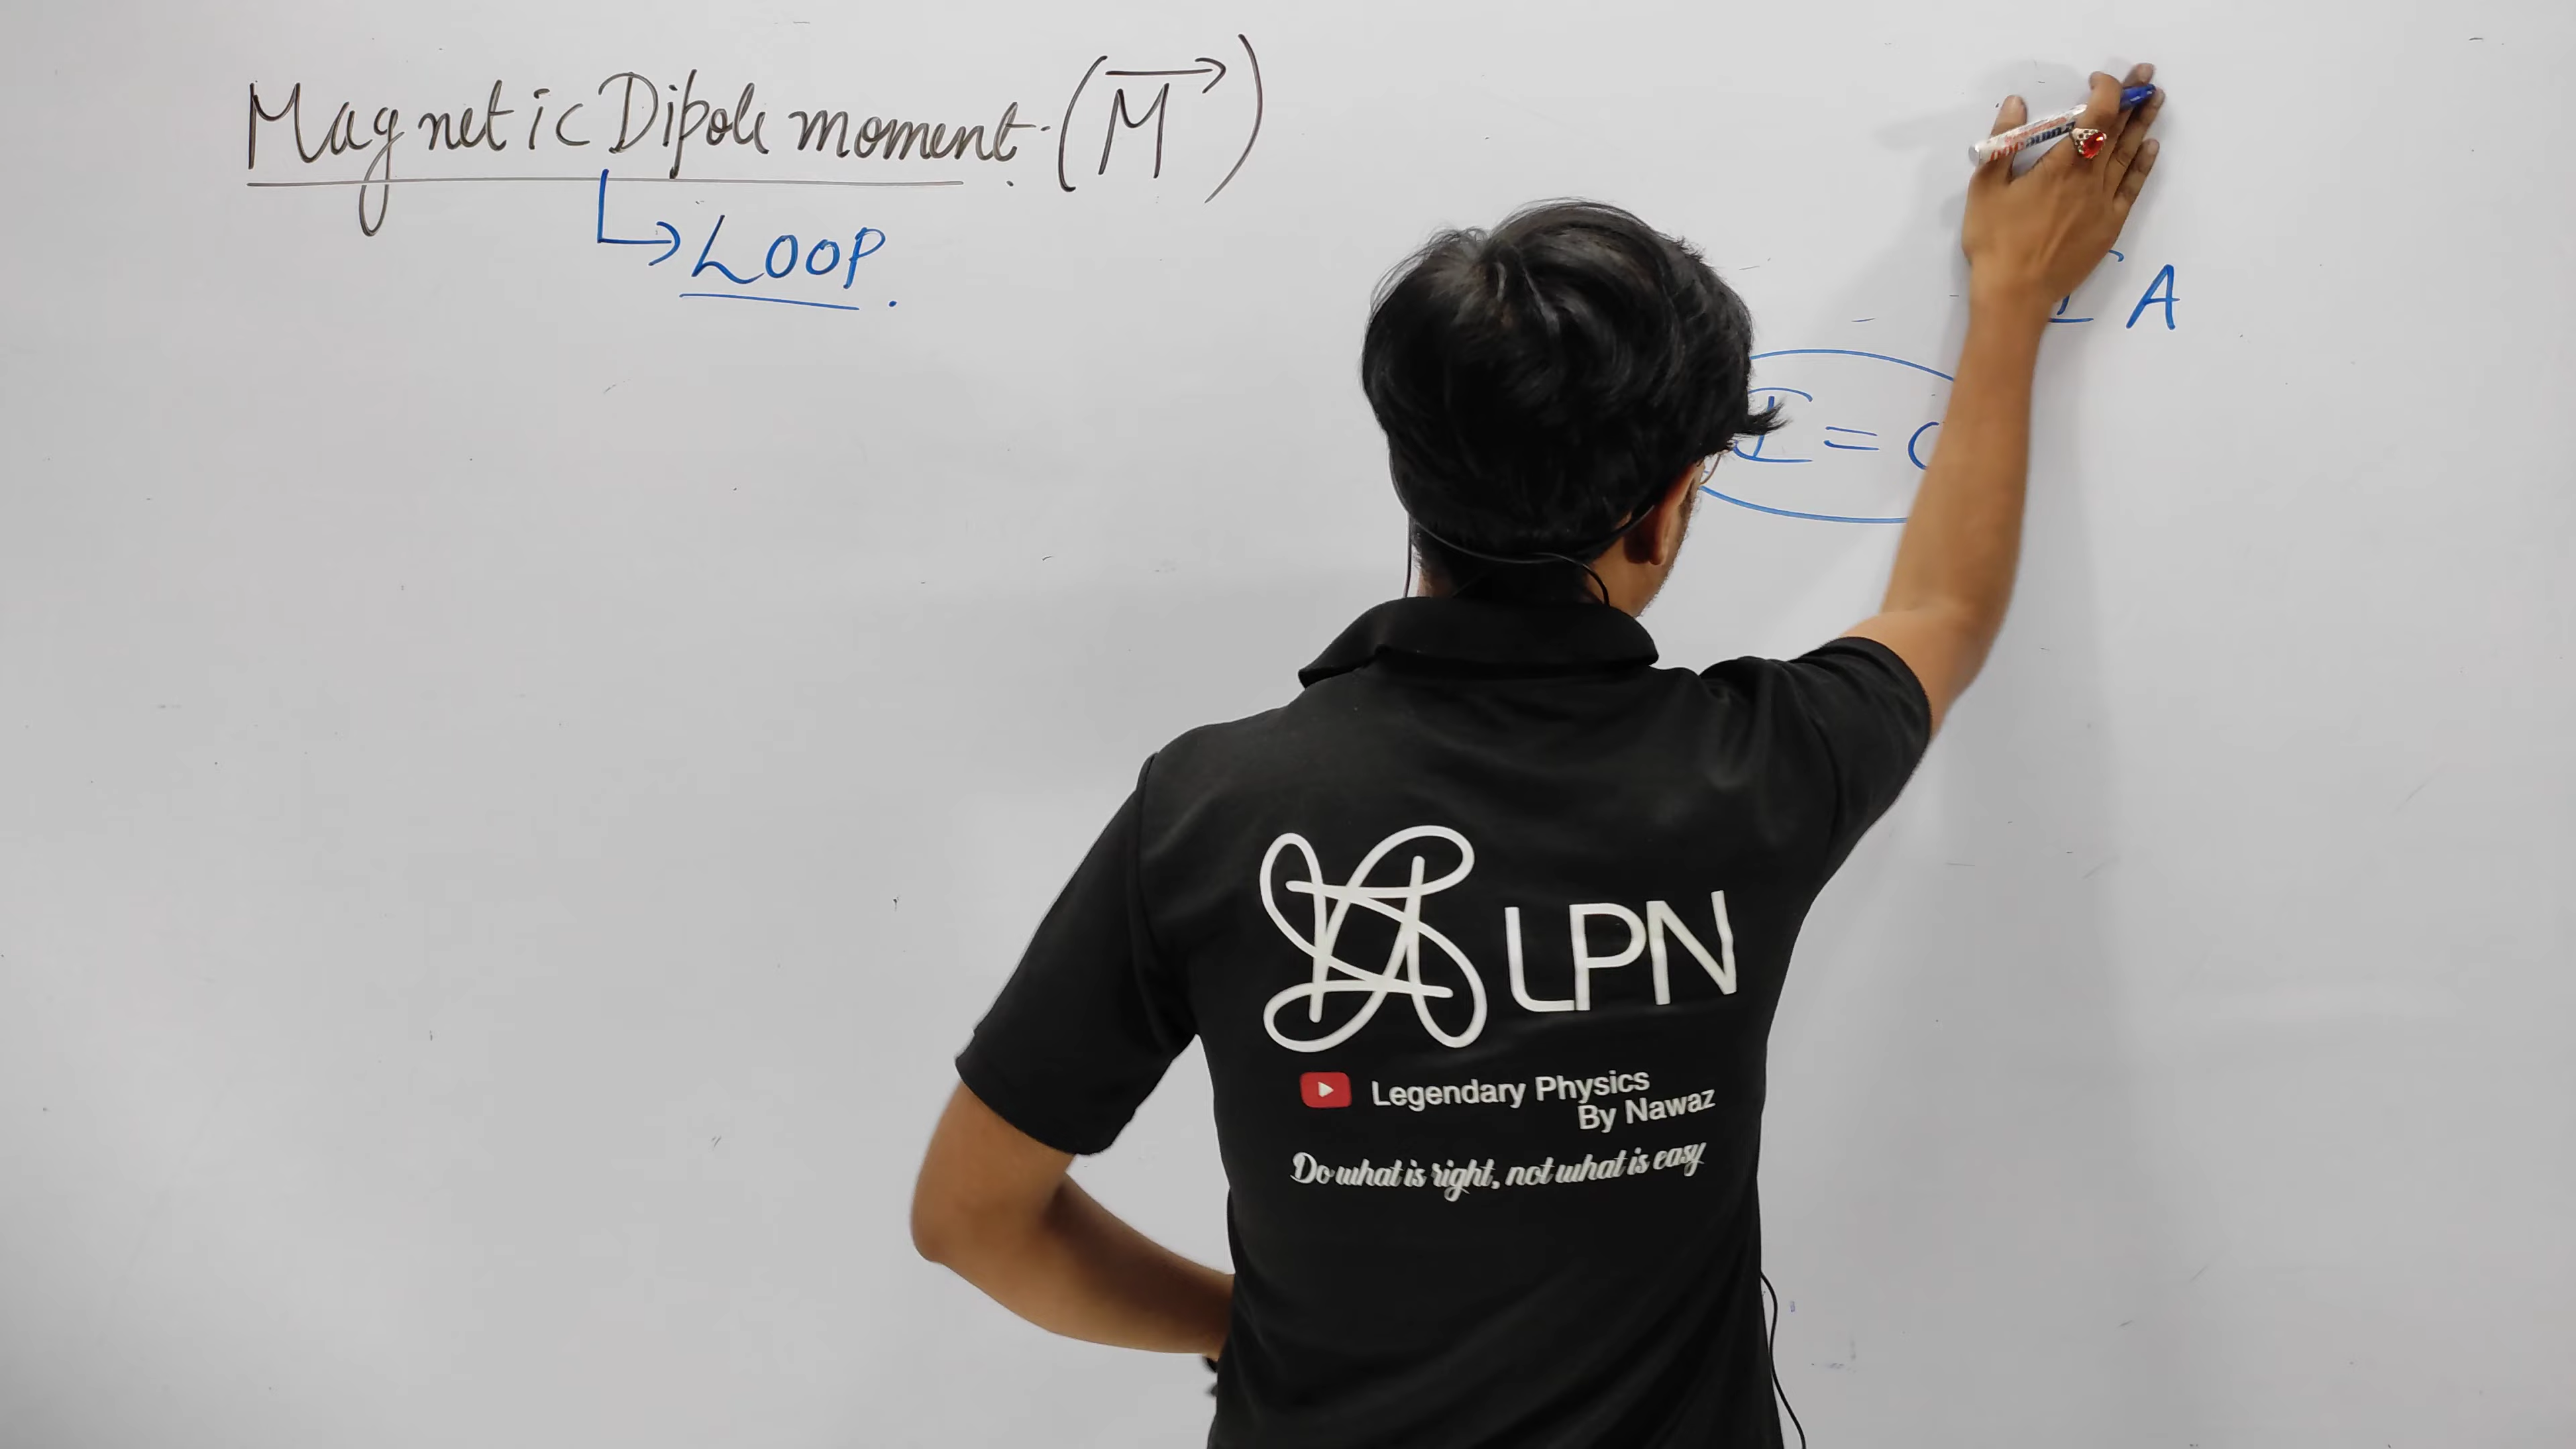 Magnetic Dipole moment. (M)
LOOP.
I A
I =
LPN
Legendary Physics
By Nawaz
Do what is right, not what is easy